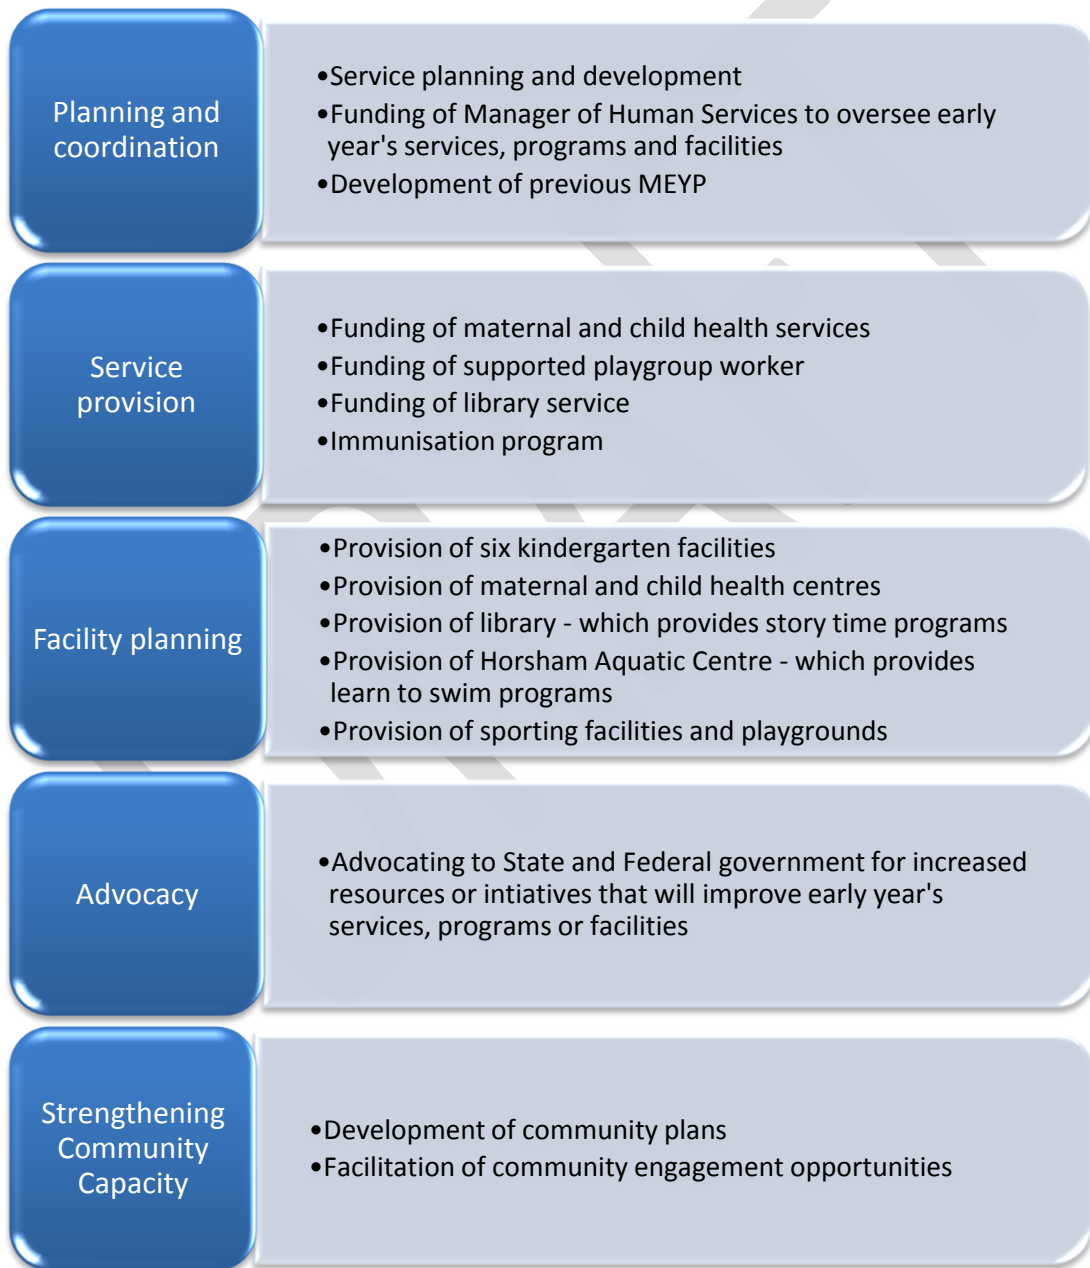 Planning and
coordination
•Service planning and development
•Funding of Manager of Human Services to oversee early
year's services, programs and facilities
•Development of previous MEYP
Service
provision
•Funding of maternal and child health services
•Funding of supported playgroup worker
•Funding of library service
•Immunisation program
Facility planning
•Provision of six kindergarten facilities
•Provision of maternal and child health centres
•Provision of library - which provides story time programs
•Provision of Horsham Aquatic Centre - which provides
learn to swim programs
•Provision of sporting facilities and playgrounds
Advocacy
•Advocating to State and Federal government for increased
resources or intiatives that will improve early year's
services, programs or facilities
Strengthening
Community
Capacity
•Development of community plans
•Facilitation of community engagement opportunities